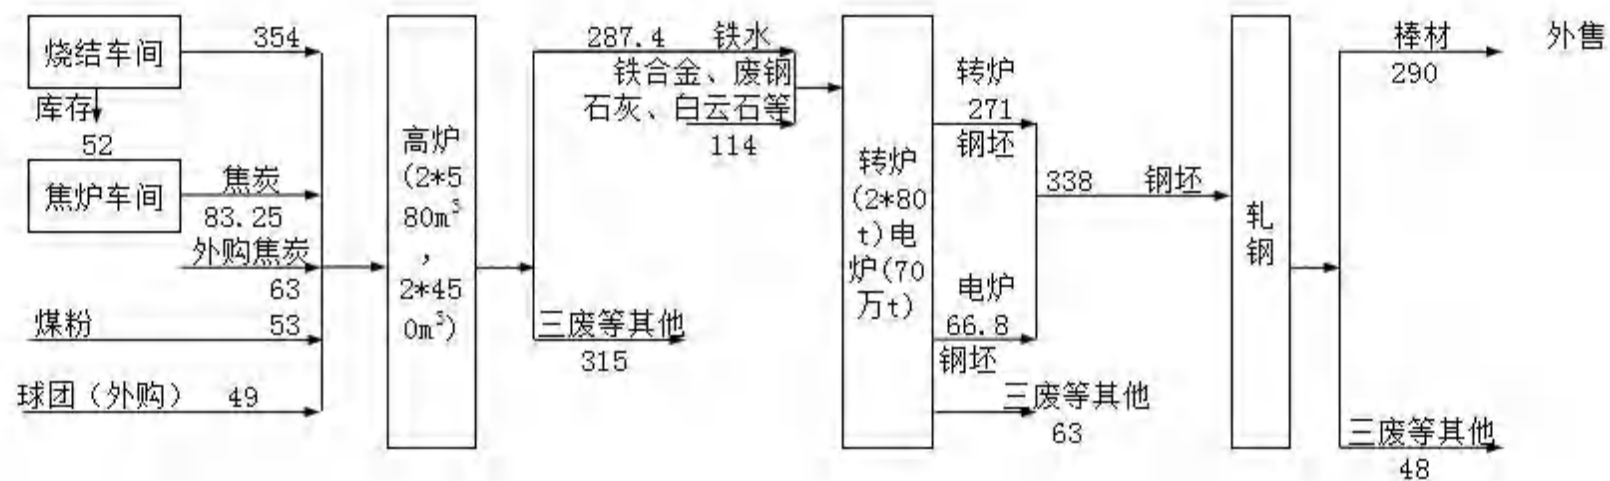 烧结车间
354
库存
52
焦炉车间
焦炭
83.25
外购焦炭
63
煤粉
53
球团（外购）
49
高炉
(2*5
80m³
，
2*45
0m³)
287.4
铁水
铁合金、废钢
石灰、白云石等
114
三废等其他
315
转炉
(2*80
t)电
炉(70
万t)
转炉
271
钢坯
电炉
66.8
钢坯
三废等其他
63
338
钢坯
轧
钢
棒材
290
外售
三废等其他
48